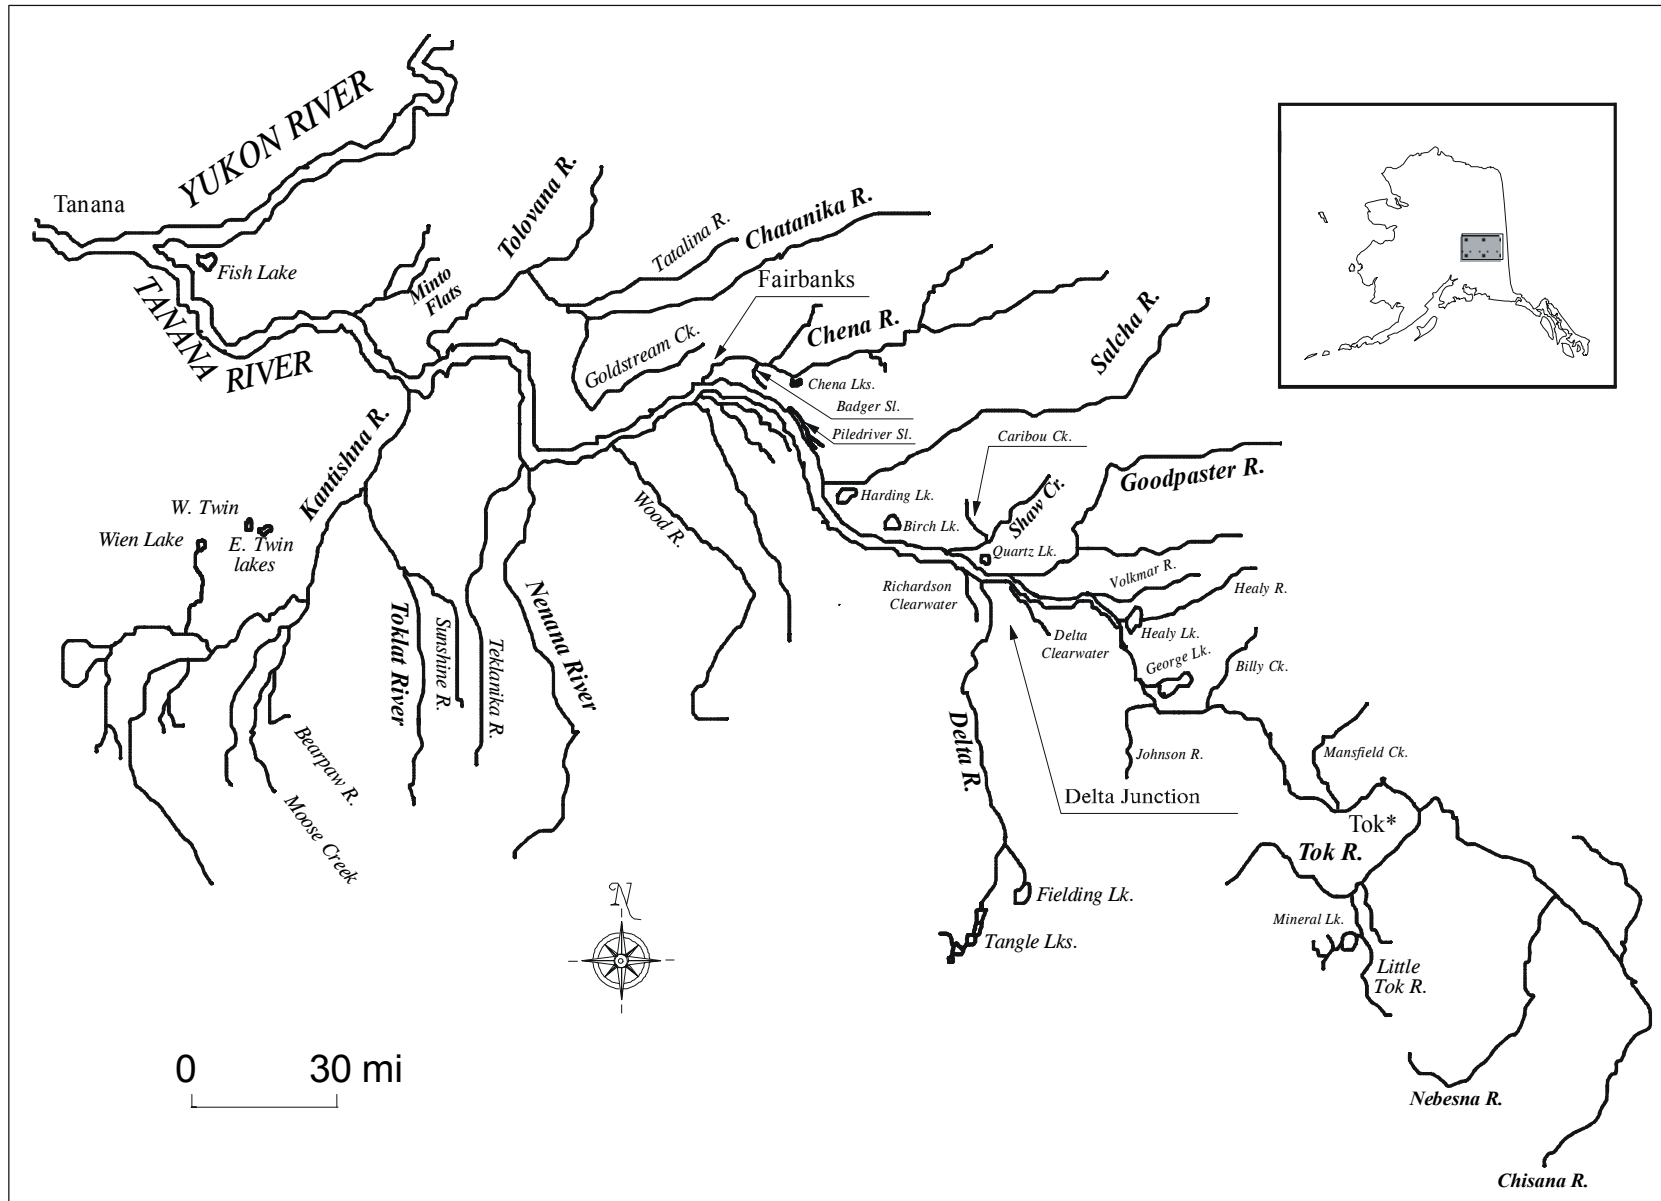 YUKON RIVER
Tanana
Fish Lake
TANANA
RIVER
Minto
Flats
Tolovana R.
Tatalina R.
Chatanika R.
Fairbanks
Goldstream Ck.
Chena R.
Chena Lks.
Badger Sl.
Piledriver Sl.
Salcha R.
Caribou Ck.
Goodpaster R.
Shaw Cr.
Harding Lk.
Birch Lk.
Quartz Lk.
Kantishna R.
W. Twin
Wien Lake
E. Twin
lakes
Wood R.
Richardson
Clearwater
Volkmar R.
Healy R.
Delta
Clearwater
Healy Lk.
George Lk.
Billy Ck.
Toklat River
Sunshine R.
Teklanika R.
Nenana River
Bearpaw R.
Moose Creek
Delta R.
Johnson R.
Mansfield Ck.
Delta Junction
Tok*
Tok R.
Fielding Lk.
Tangle Lks.
Mineral Lk.
Little
Tok R.
N
0 30 mi
Nebesna R.
Chisana R.